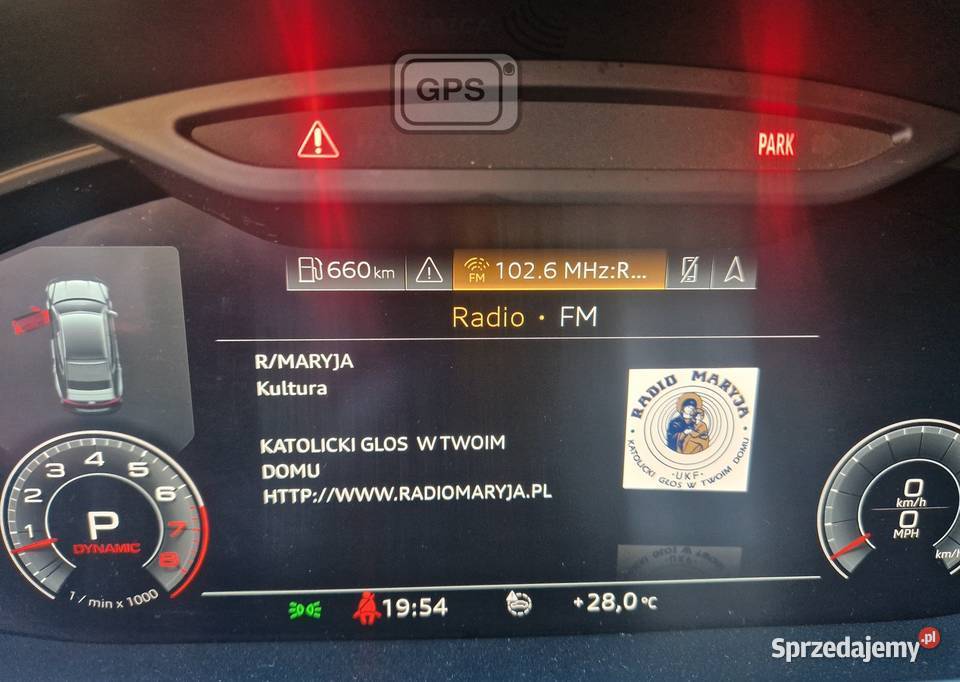 GPS
PARK
660 km
FM 102.6 MHz:R...
Radio • FM
R/MARYJA
Kultura
KATOLICKI GLOS W TWOIM
DOMU
HTTP://WWW.RADIOMARYJA.PL
RADIO MARYJA
KATOLICKI GŁOS W TWOIM DOMU
UKF
1 2 3 4 5 6 7 8
P
DYNAMIC
1 / min x 1000
0
km/h
0
MPH
km/h
19:54
+28,0 °C
Sprzedajemy.pl